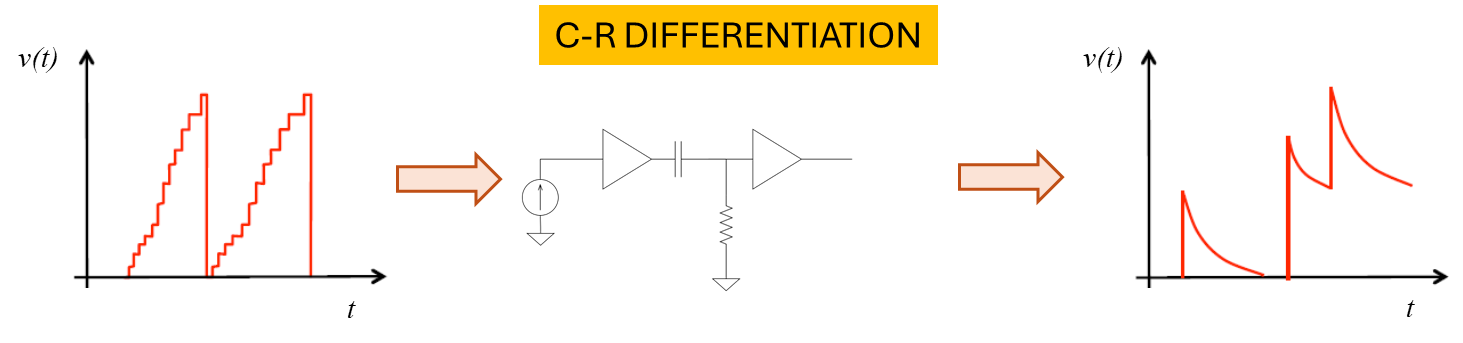 C-R DIFFERENTIATION
v(t)
t
v(t)
t